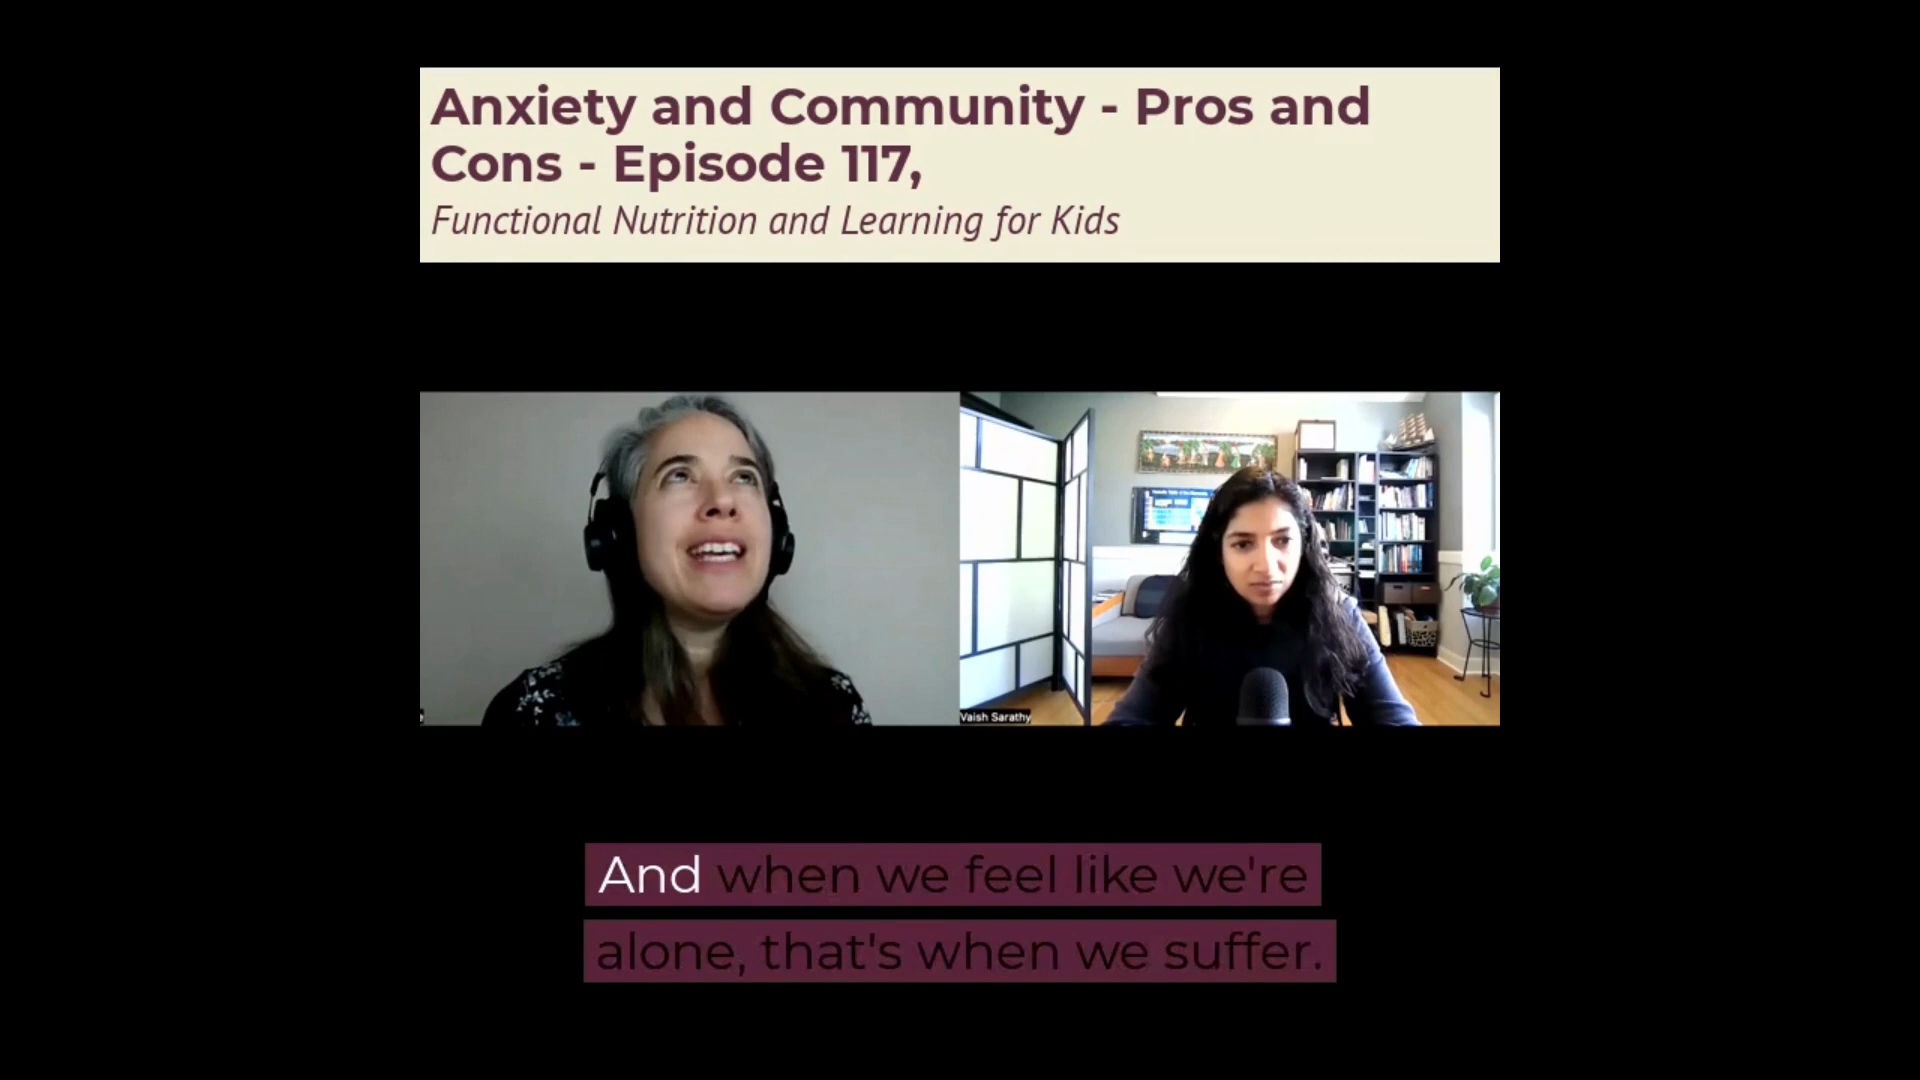 Anxiety and Community - Pros and
Cons - Episode 117,
Functional Nutrition and Learning for Kids
Vaish Sarathy
And when we feel like we're
alone, that's when we suffer.